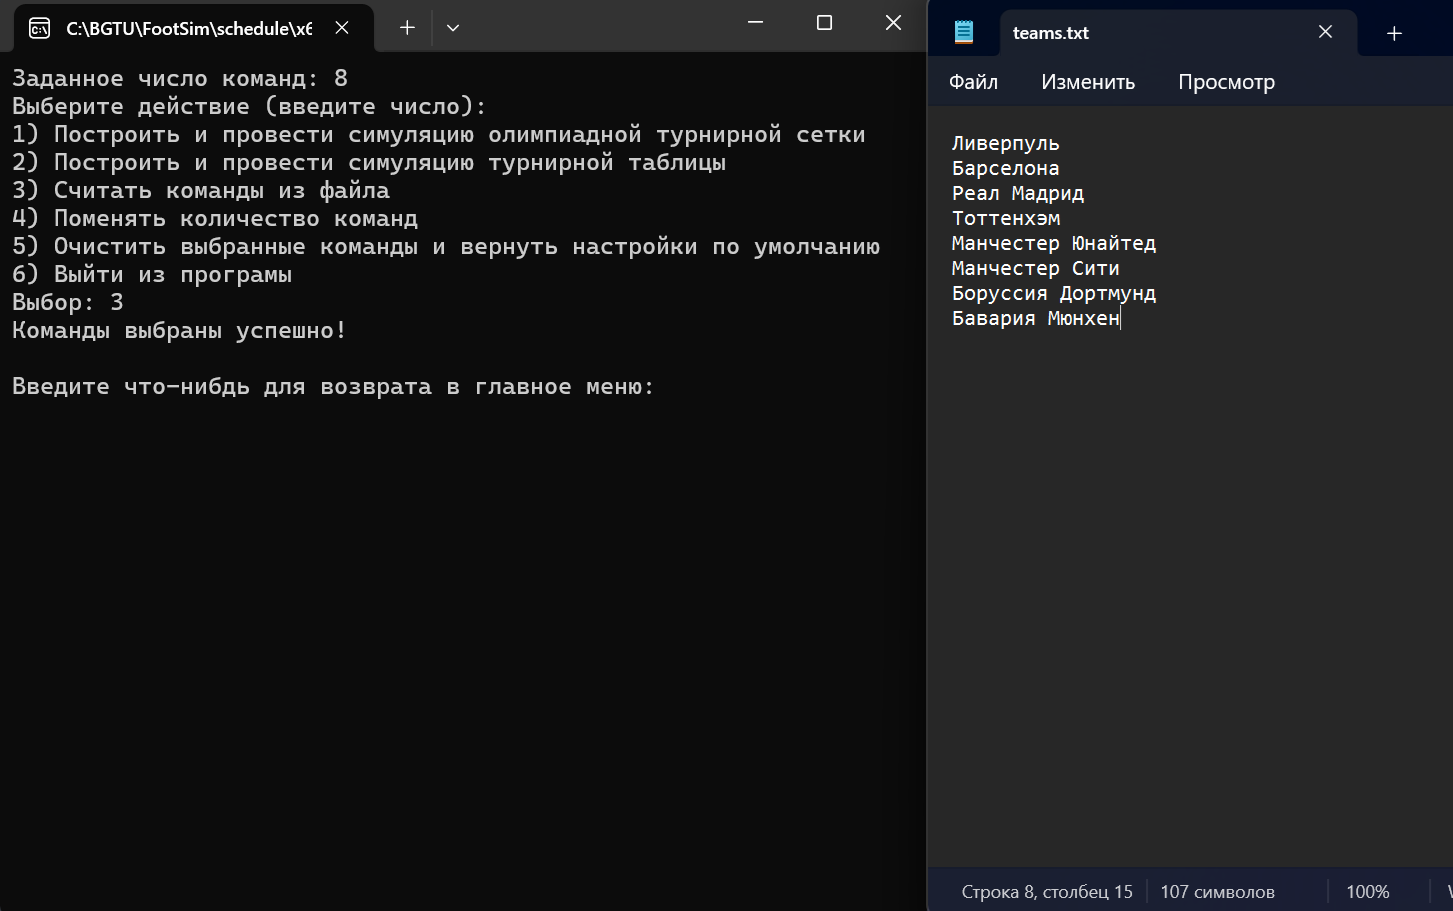 C:\BGTU\FootSim\schedule\x6
Заданное число команд: 8
Выберите действие (введите число):
1) Построить и провести симуляцию олимпиадной турнирной сетки
2) Построить и провести симуляцию турнирной таблицы
3) Считать команды из файла
4) Поменять количество команд
5) Очистить выбранные команды и вернуть настройки по умолчанию
6) Выйти из програмы
Выбор: 3
Команды выбраны успешно!
Введите что-нибдь для возврата в главное меню:
teams.txt
Файл Изменить Просмотр
Ливерпуль
Барселона
Реал Мадрид
Тоттенхэм
Манчестер Юнайтед
Манчестер Сити
Боруссия Дортмунд
Бавария Мюнхен
Строка 8, столбец 15 107 символов 100%